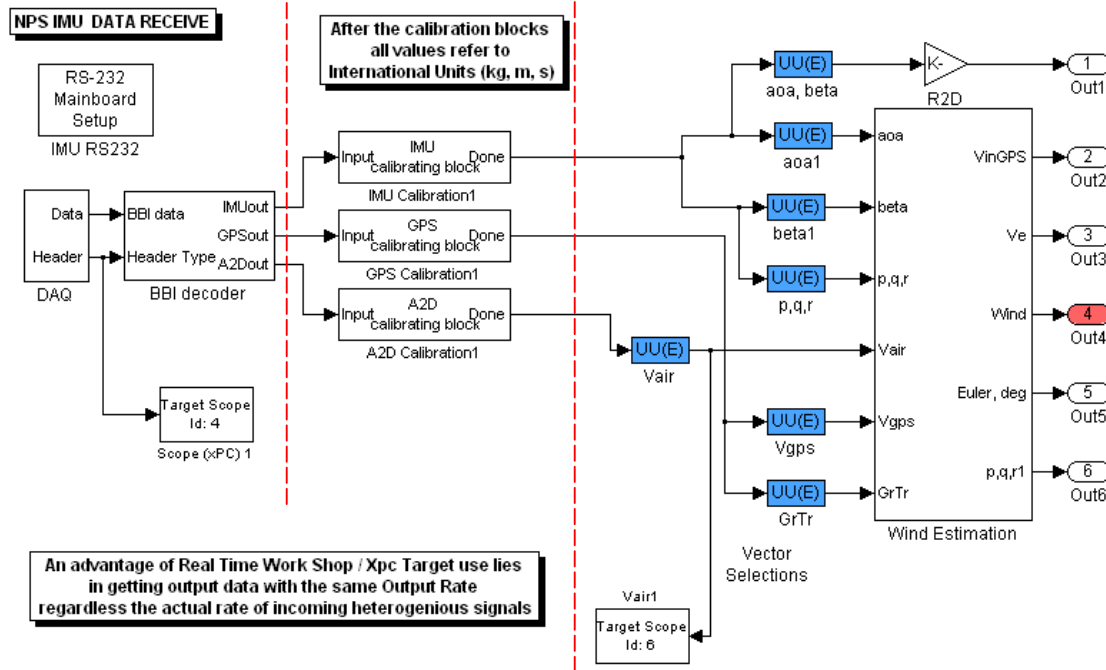 NPS IMU DATA RECEIVE
RS-232
Mainboard
Setup
IMU RS232
Data
Header
DAQ
BBI data
Header Type
IMUout
GPSout
A2Dout
BBI decoder
Target Scope
Id: 4
Scope (xPC) 1
After the calibration blocks
all values refer to
International Units (kg, m, s)
Input
IMU
calibrating block
Done
IMU Calibration1
Input
GPS
calibrating block
Done
GPS Calibration1
Input
A2D
calibrating block
Done
A2D Calibration1
UU(E)
Vair
UU(E)
aoa, beta
UU(E)
aoa1
UU(E)
beta1
UU(E)
p,q,r
UU(E)
Vgps
UU(E)
GrTr
Vector
Selections
Vair1
Target Scope
Id: 6
K-
R2D
aoa
beta
p,q,r
Vair
Vgps
GrTr
VinGPS
Ve
Wind
Euler, deg
p,q,r1
Wind Estimation
1
Out1
2
Out2
3
Out3
4
Out4
5
Out5
6
Out6
An advantage of Real Time Work Shop / Xpc Target use lies
in getting output data with the same Output Rate
regardless the actual rate of incoming heterogenious signals